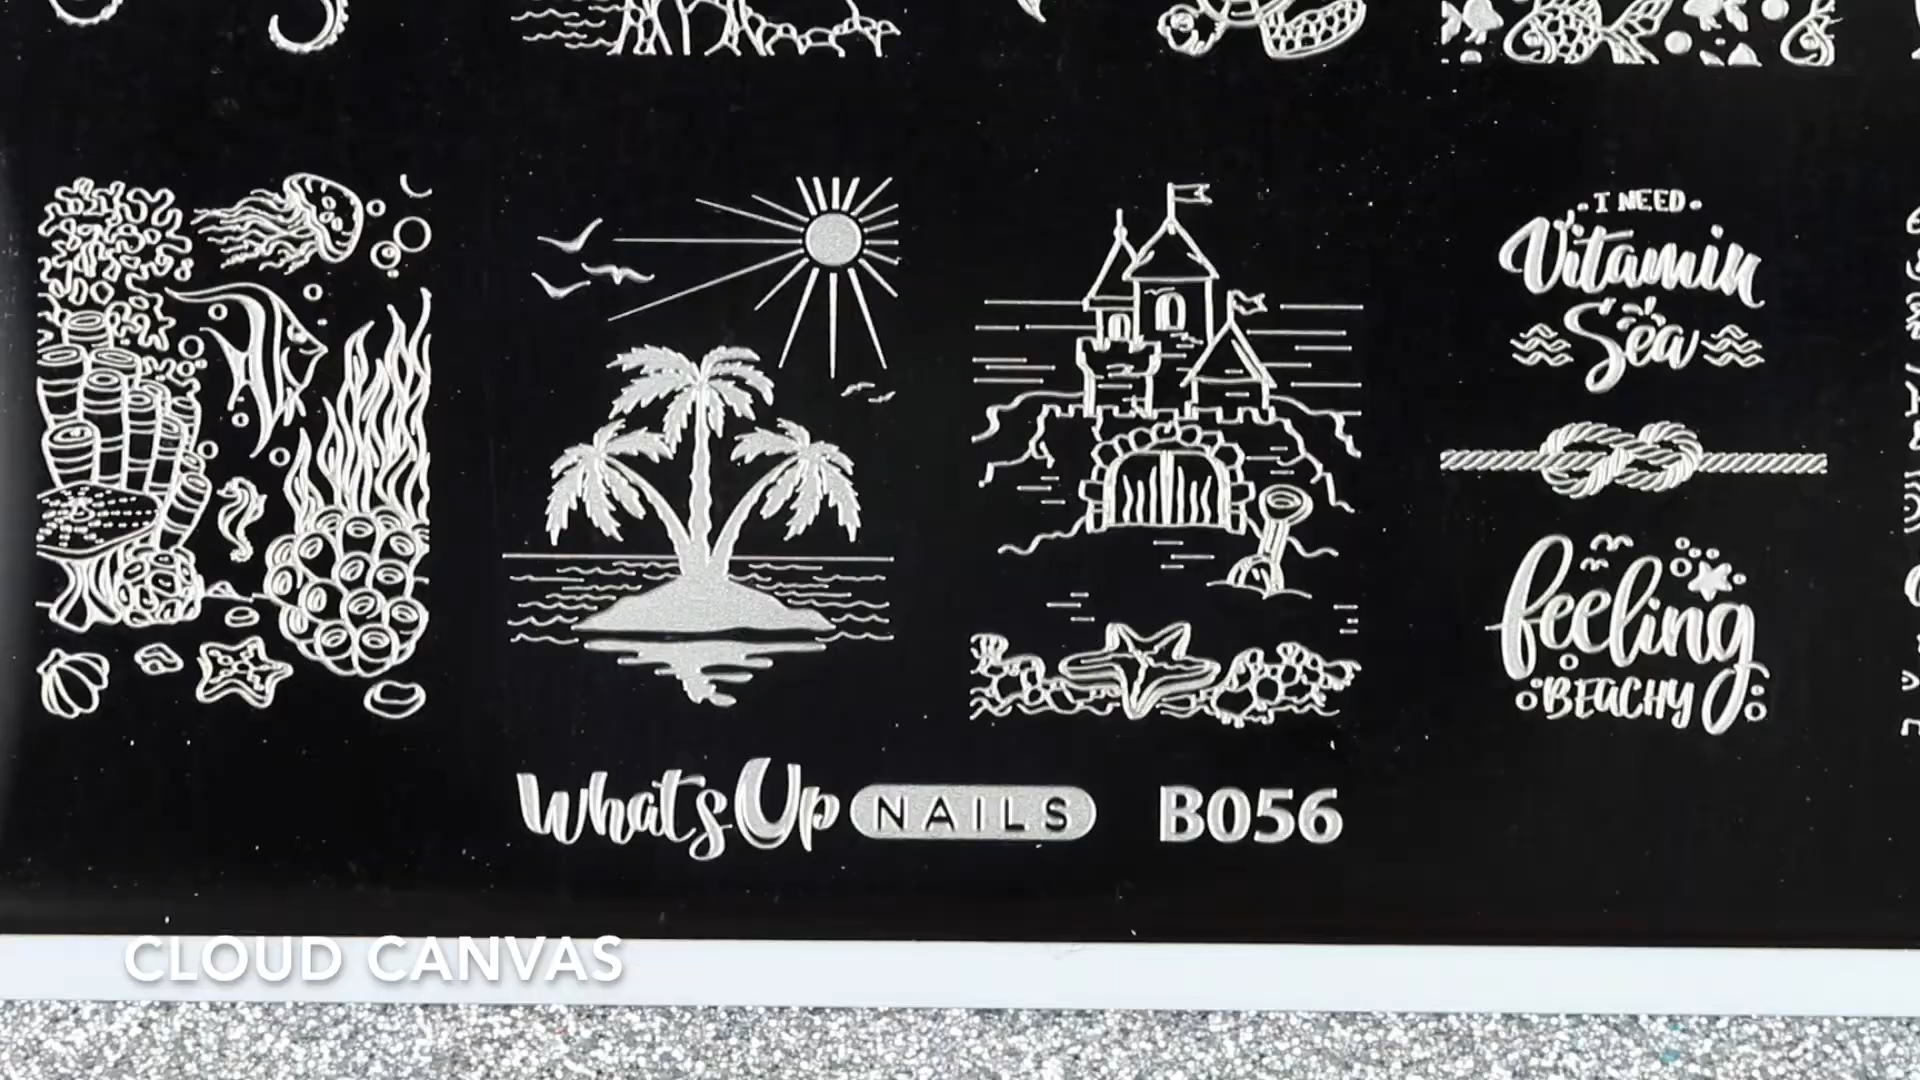 • I NEED •
Vitamin
Sea
feeling
BEACHY
What's Up NAILS B056
CLOUD CANVAS